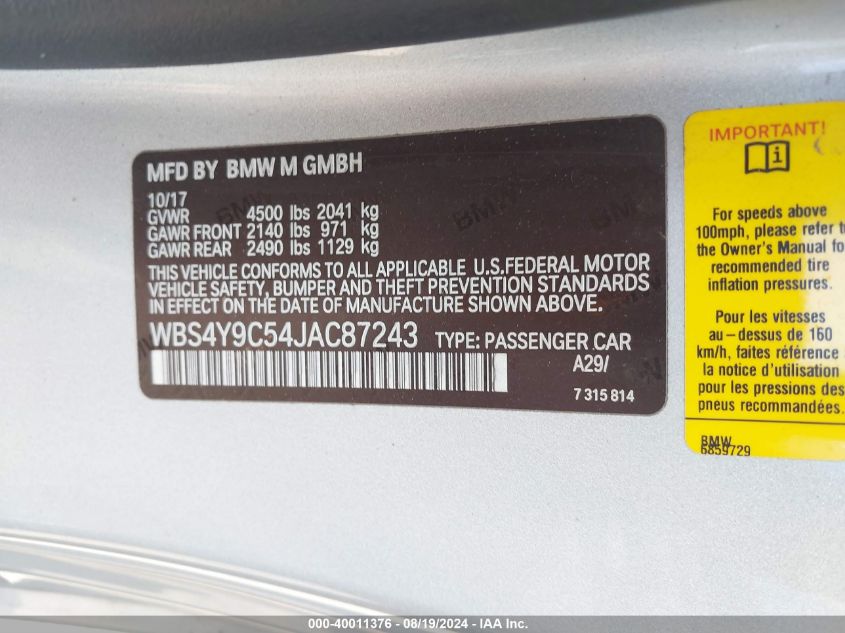 MFD BY BMW M GMBH
10/17
GVWR 4500 lbs 2041 kg
GAWR FRONT 2140 lbs 971 kg
GAWR REAR 2490 lbs 1129 kg
THIS VEHICLE CONFORMS TO ALL APPLICABLE U.S.FEDERAL MOTOR
VEHICLE SAFETY, BUMPER AND THEFT PREVENTION STANDARDS
IN EFFECT ON THE DATE OF MANUFACTURE SHOWN ABOVE.
WBS4Y9C54JAC87243 TYPE: PASSENGER CAR
A29/
7 315 814
IMPORTANT!
i
For speeds above
100mph, please refer t
the Owner's Manual fo
recommended tire
inflation pressures.
Pour les vitesses
au-dessus de 160
km/h, faites référence
la notice d'utilisation
pour les pressions des
pneus recommandées.
BMW
6859729
000-40011376 - 08/19/2024 - IAA Inc.